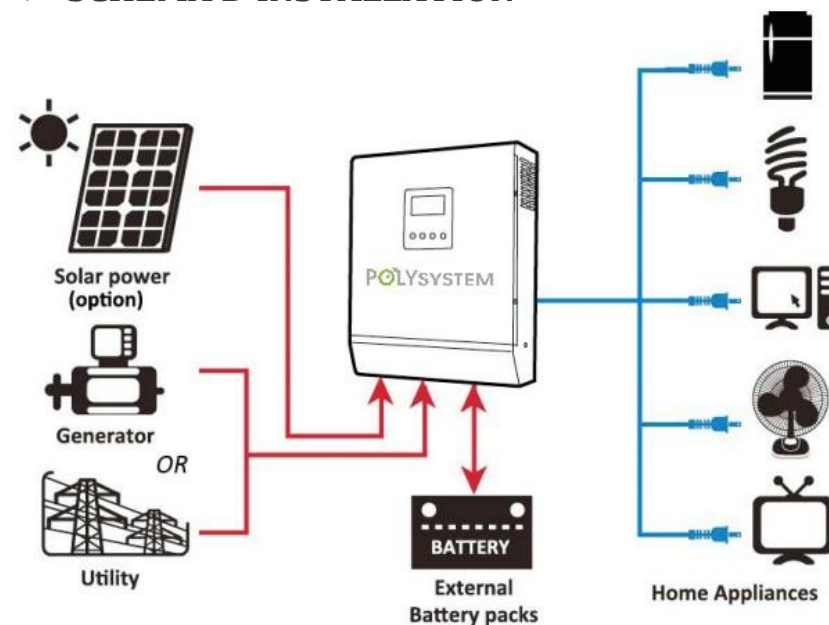 Solar power
(option)
Generator
OR
Utility
POLYSYSTEM
BATTERY
External
Battery packs
Home Appliances